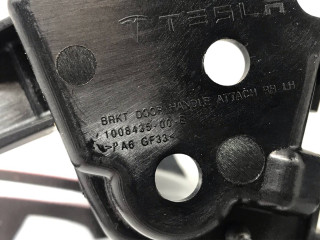 TESLA
BRKT DOOR HANDLE ATTACH RR LH
1008435-00-E
>PA6 GF33<